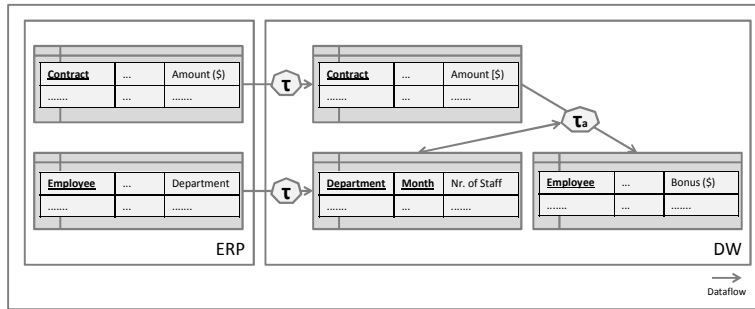 Contract ... Amount ($)
....... ... .......
τ
Contract ... Amount [$)
....... ... .......
τa
Employee ... Department
....... ... .......
τ
Department Month Nr. of Staff
....... ... .......
Employee ... Bonus ($)
....... ... .......
ERP
DW
Dataflow